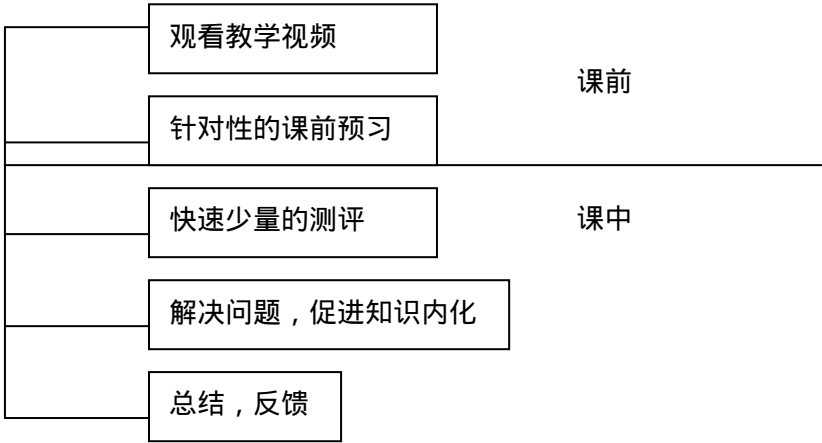 观看教学视频
课前
针对性的课前预习
快速少量的测评
课中
解决问题，促进知识内化
总结，反馈